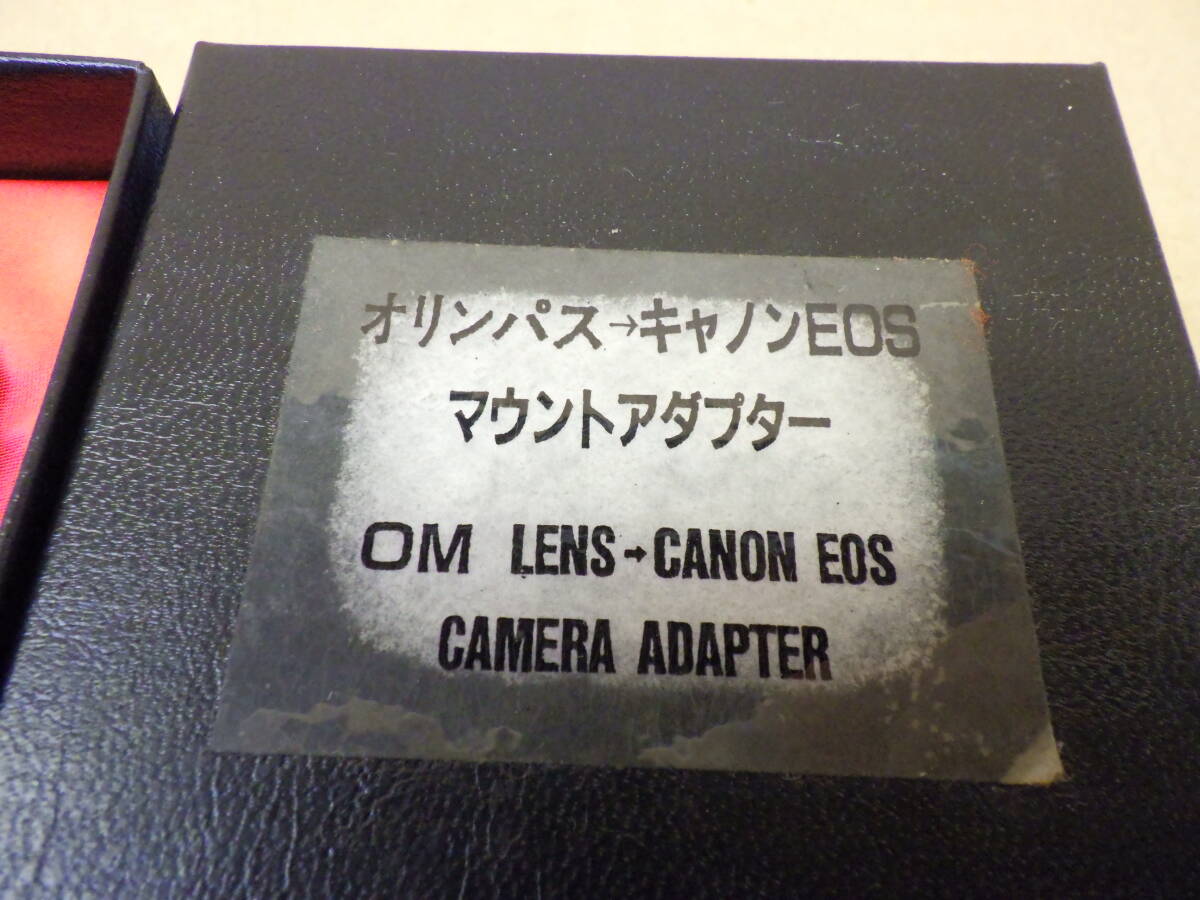 オリンパス→キャノンEOS
マウントアダプター
OM LENS→CANON EOS
CAMERA ADAPTER